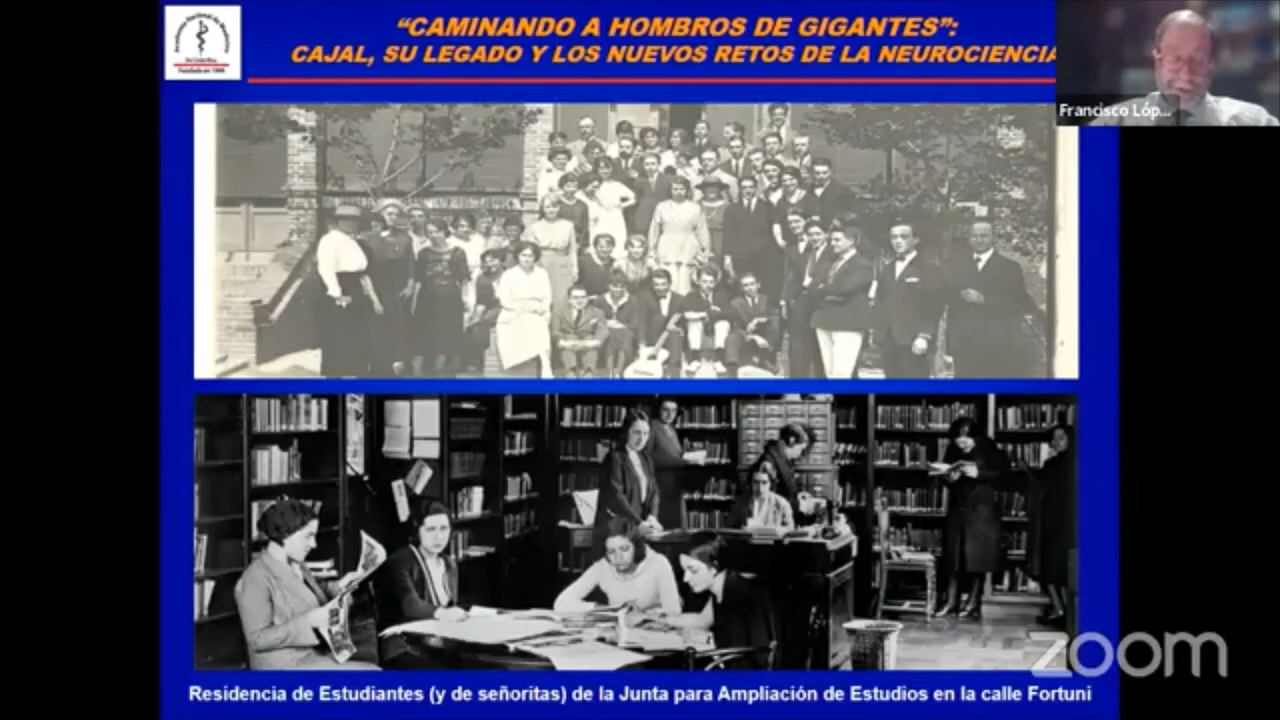 “CAMINANDO A HOMBROS DE GIGANTES”:
CAJAL, SU LEGADO Y LOS NUEVOS RETOS DE LA NEUROCIENCIA
Francisco Lóp...
Residencia de Estudiantes (y de señoritas) de la Junta para Ampliación de Estudios en la calle Fortuni
zoom